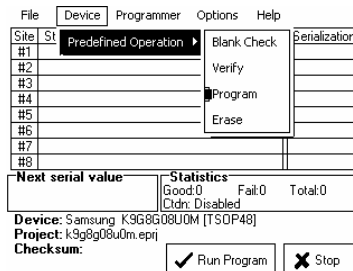 File Device Programmer Options Help
Site St Predefined Operation Blank Check Serialization
#1
#2 Verify
#3
#4 Program
#5
#6 Erase
#7
#8
Next serial value Statistics
Good:0 Fail:0 Total:0
Ctdn: Disabled
Device: Samsung K9G8G08U0M [TSOP48]
Project: k9g8g08u0m.eprj
Checksum:
Run Program Stop